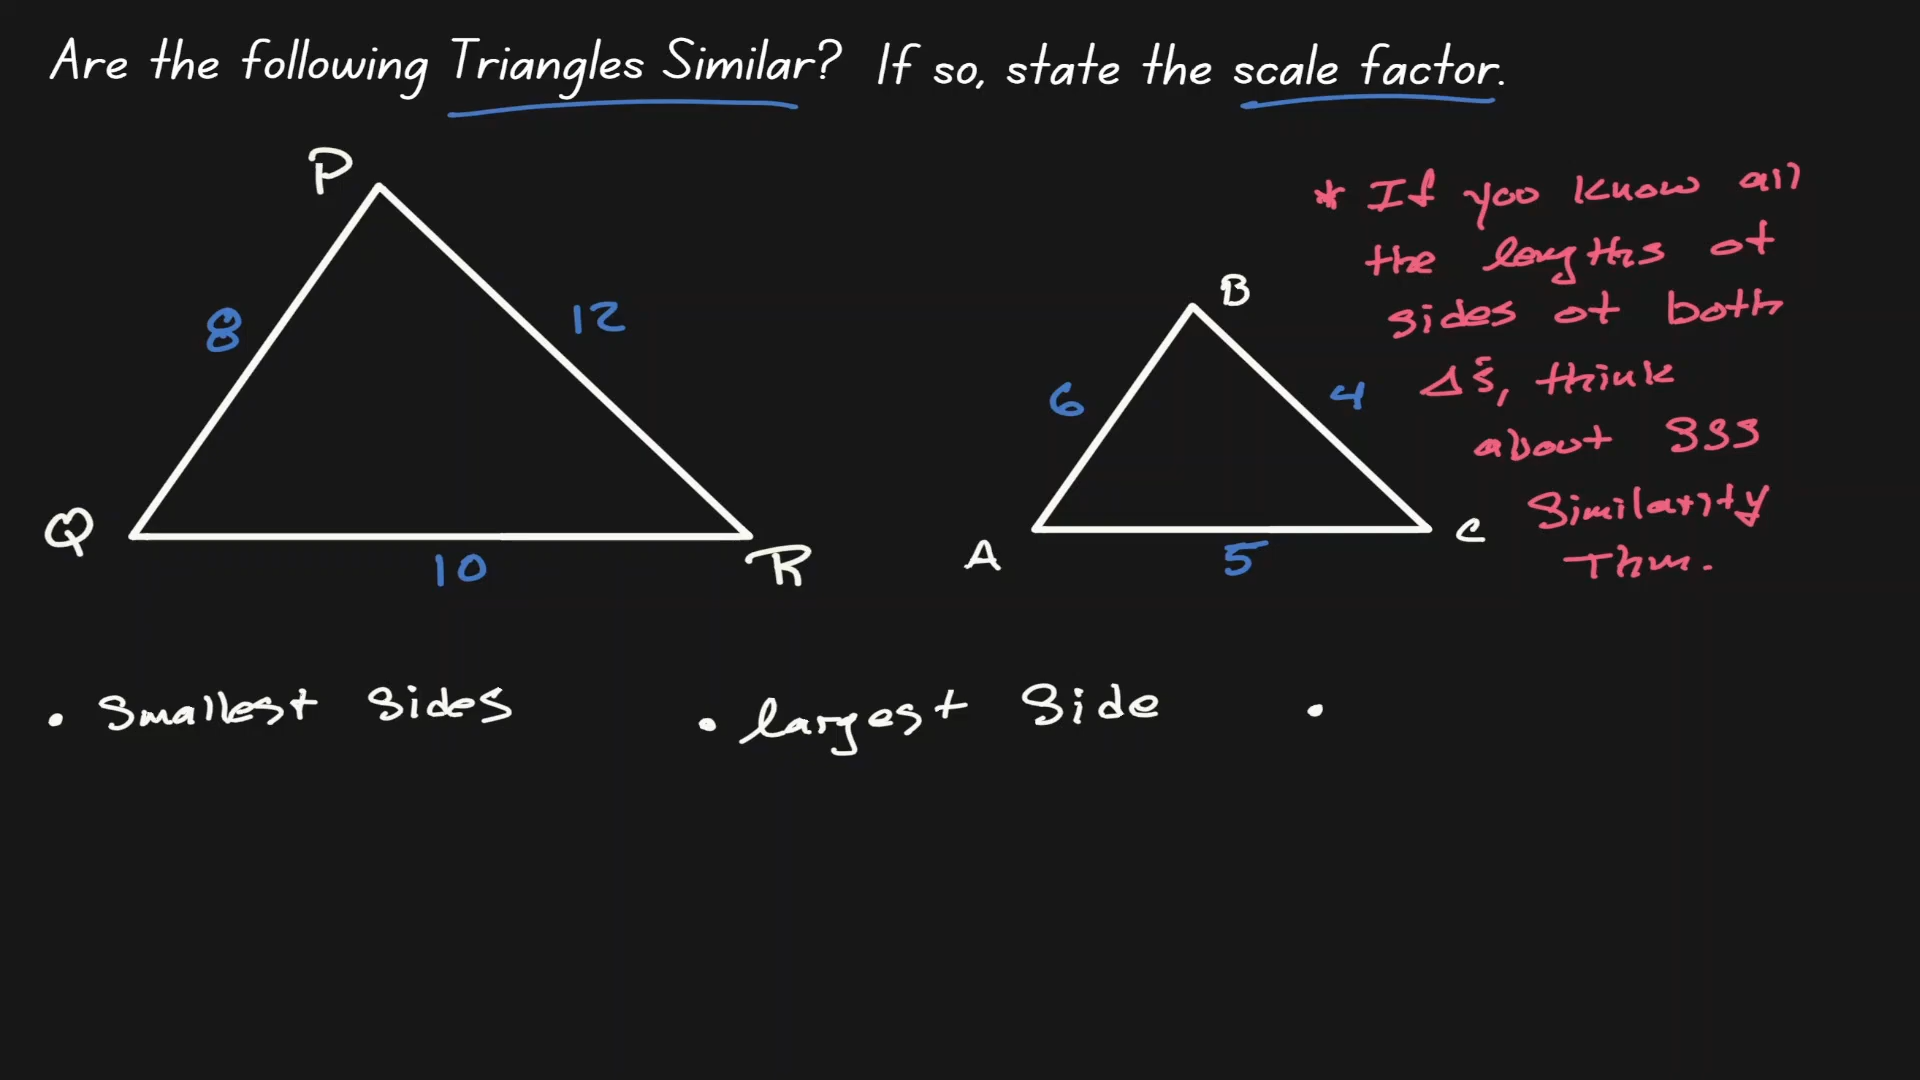 Are the following Triangles Similar? If so, state the scale factor.
P
8
12
Q
10
R
B
6
4
A
5
C
* If you know all
the lengths of
sides of both
Δs, think
about SSS
Similarity
Thm.
• Smallest Sides
• largest Side
•